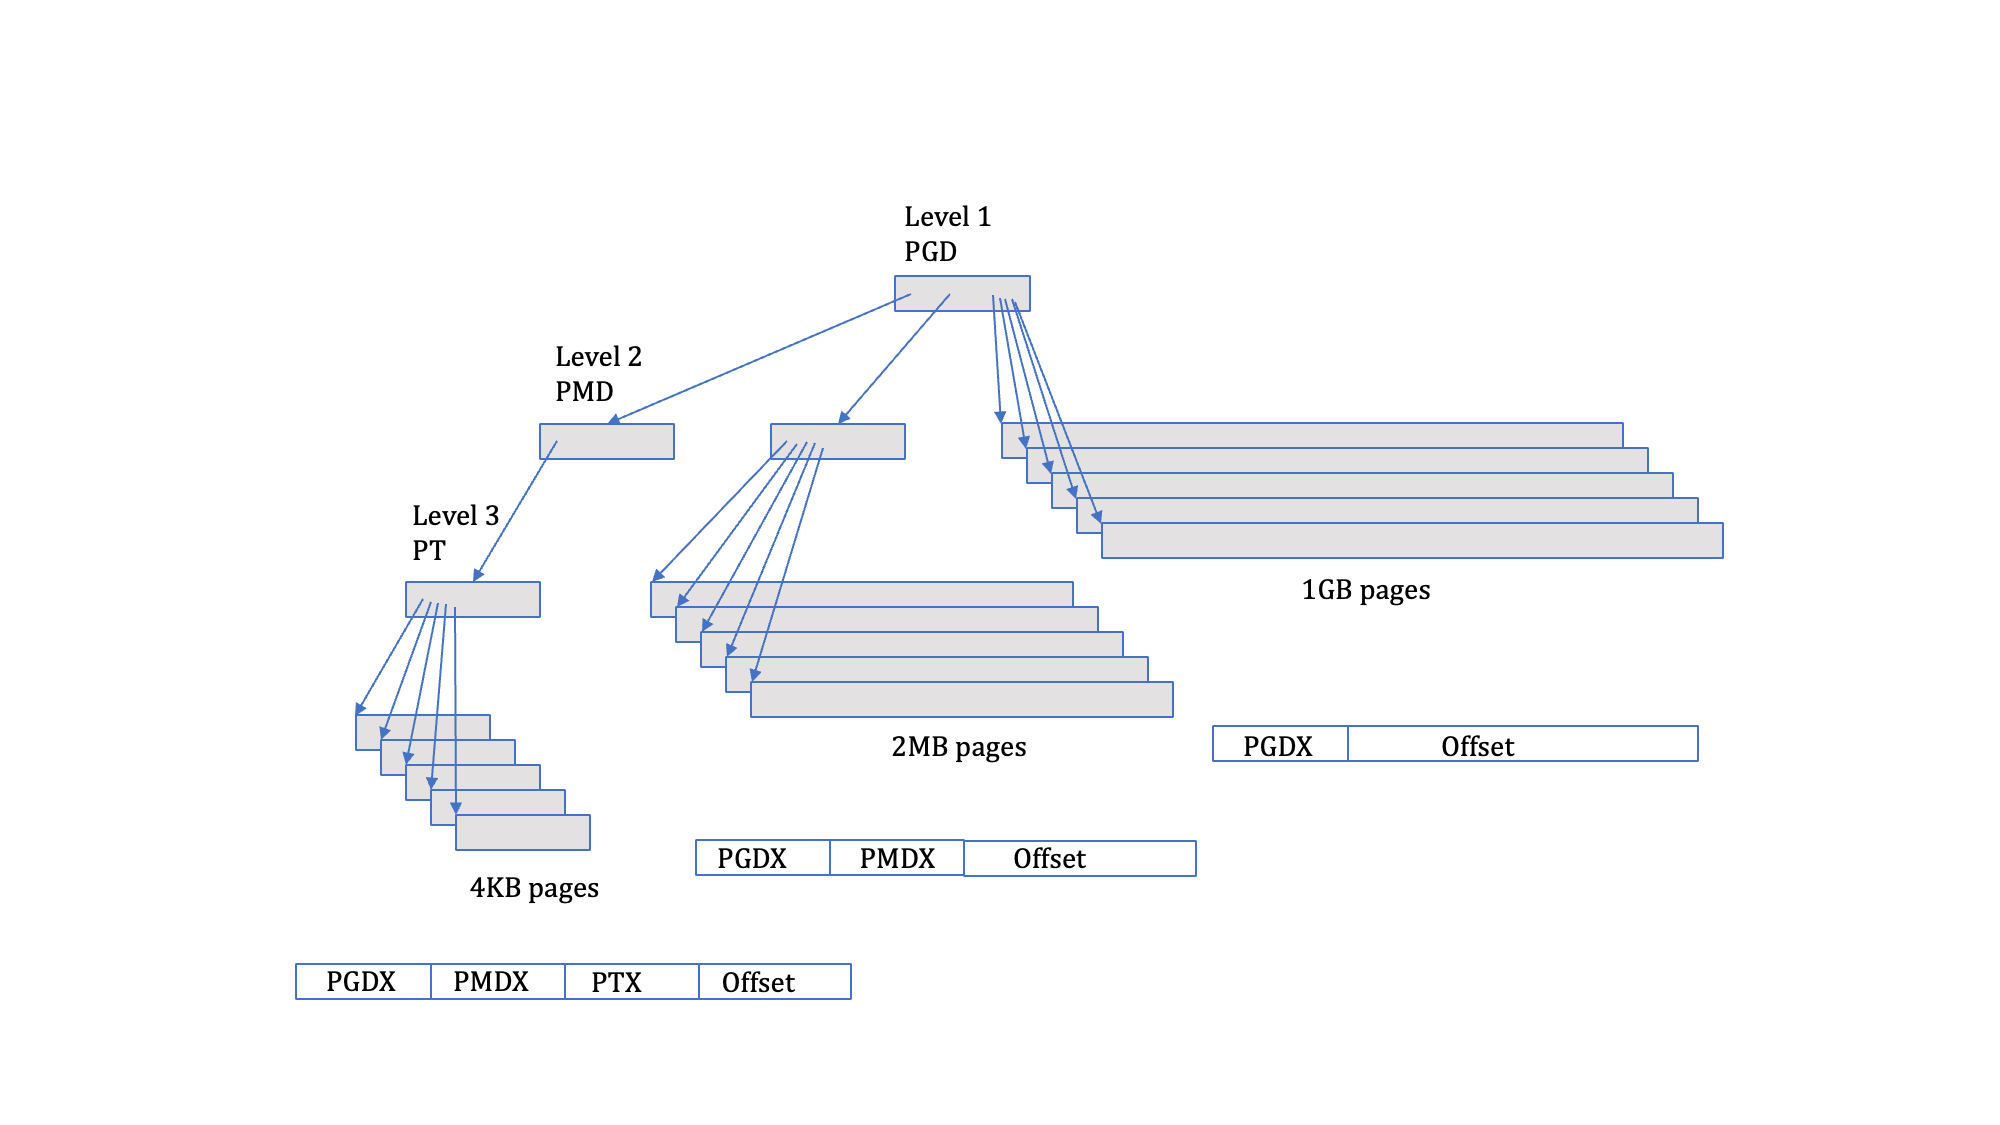 Level 1
PGD
Level 2
PMD
Level 3
PT
1GB pages
2MB pages
PGDX Offset
PGDX PMDX Offset
4KB pages
PGDX PMDX PTX Offset